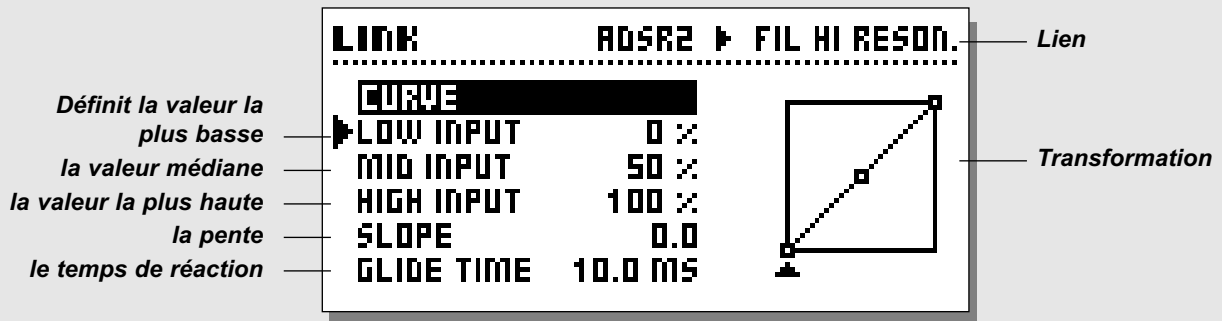 LINK ADSR2 ▶ FIL HI RESON.
Lien
CURVE
Définit la valeur la
plus basse
LOW INPUT 0 %
la valeur médiane
MID INPUT 50 %
Transformation
la valeur la plus haute
HIGH INPUT 100 %
la pente
SLOPE 0.0
le temps de réaction
GLIDE TIME 10.0 MS